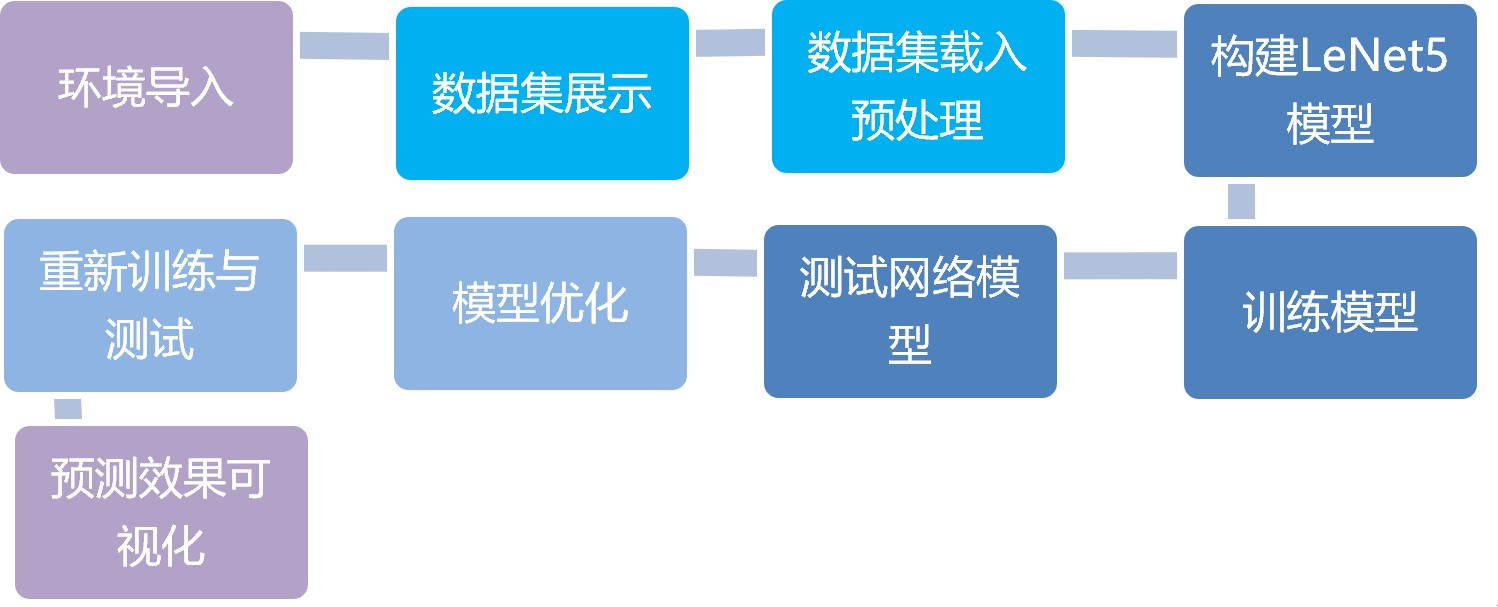 环境导入
数据集展示
数据集载入
预处理
构建LeNet5
模型
训练模型
测试网络模
型
模型优化
重新训练与
测试
预测效果可
视化